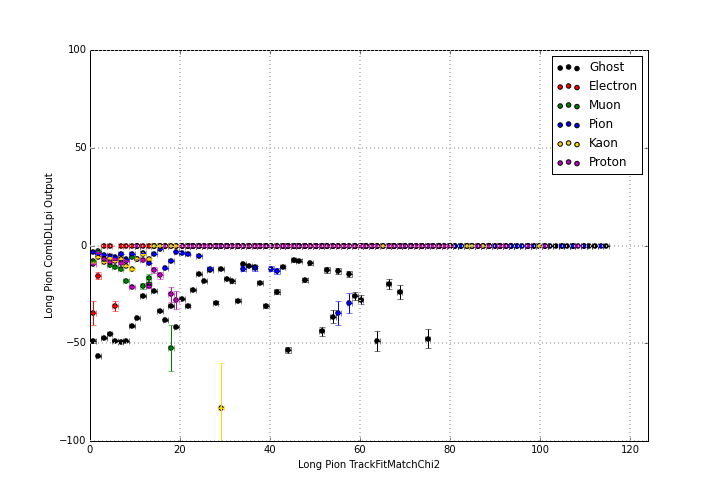 100
50
0
−50
−100
0
20
40
60
80
100
120
Long Pion CombDLLpi Output
Long Pion TrackFitMatchChi2
Ghost
Electron
Muon
Pion
Kaon
Proton